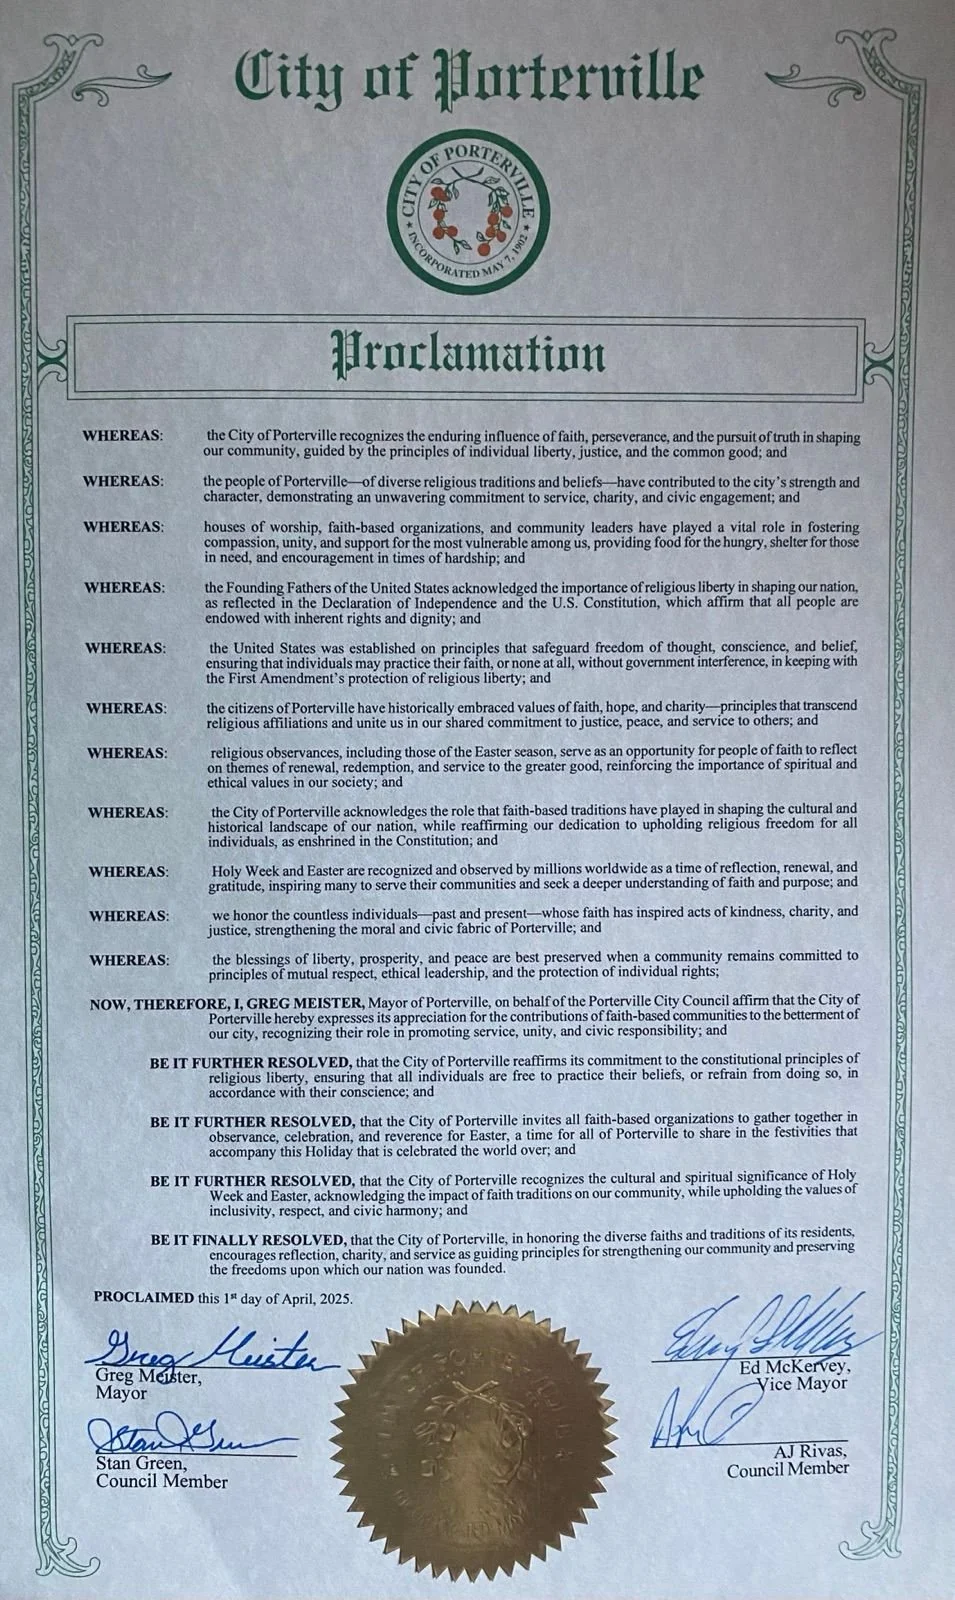 City of Porterville
CITY OF PORTERVILLE
★ INCORPORATED MAY 7, 1902 ★
Proclamation
WHEREAS: the City of Porterville recognizes the enduring influence of faith, perseverance, and the pursuit of truth in shaping
our community, guided by the principles of individual liberty, justice, and the common good; and
WHEREAS: the people of Porterville—of diverse religious traditions and beliefs—have contributed to the city's strength and
character, demonstrating an unwavering commitment to service, charity, and civic engagement; and
WHEREAS: houses of worship, faith-based organizations, and community leaders have played a vital role in fostering
compassion, unity, and support for the most vulnerable among us, providing food for the hungry, shelter for those
in need, and encouragement in times of hardship; and
WHEREAS: the Founding Fathers of the United States acknowledged the importance of religious liberty in shaping our nation,
as reflected in the Declaration of Independence and the U.S. Constitution, which affirm that all people are
endowed with inherent rights and dignity; and
WHEREAS: the United States was established on principles that safeguard freedom of thought, conscience, and belief,
ensuring that individuals may practice their faith, or none at all, without government interference, in keeping with
the First Amendment's protection of religious liberty; and
WHEREAS: the citizens of Porterville have historically embraced values of faith, hope, and charity—principles that transcend
religious affiliations and unite us in our shared commitment to justice, peace, and service to others; and
WHEREAS: religious observances, including those of the Easter season, serve as an opportunity for people of faith to reflect
on themes of renewal, redemption, and service to the greater good, reinforcing the importance of spiritual and
ethical values in our society; and
WHEREAS: the City of Porterville acknowledges the role that faith-based traditions have played in shaping the cultural and
historical landscape of our nation, while reaffirming our dedication to upholding religious freedom for all
individuals, as enshrined in the Constitution; and
WHEREAS: Holy Week and Easter are recognized and observed by millions worldwide as a time of reflection, renewal, and
gratitude, inspiring many to serve their communities and seek a deeper understanding of faith and purpose; and
WHEREAS: we honor the countless individuals—past and present—whose faith has inspired acts of kindness, charity, and
justice, strengthening the moral and civic fabric of Porterville; and
WHEREAS: the blessings of liberty, prosperity, and peace are best preserved when a community remains committed to
principles of mutual respect, ethical leadership, and the protection of individual rights;
NOW, THEREFORE, I, GREG MEISTER, Mayor of Porterville, on behalf of the Porterville City Council affirm that the City of
Porterville hereby expresses its appreciation for the contributions of faith-based communities to the betterment of
our city, recognizing their role in promoting service, unity, and civic responsibility; and
BE IT FURTHER RESOLVED, that the City of Porterville reaffirms its commitment to the constitutional principles of
religious liberty, ensuring that all individuals are free to practice their beliefs, or refrain from doing so, in
accordance with their conscience; and
BE IT FURTHER RESOLVED, that the City of Porterville invites all faith-based organizations to gather together in
observance, celebration, and reverence for Easter, a time for all of Porterville to share in the festivities that
accompany this Holiday that is celebrated the world over; and
BE IT FURTHER RESOLVED, that the City of Porterville recognizes the cultural and spiritual significance of Holy
Week and Easter, acknowledging the impact of faith traditions on our community, while upholding the values of
inclusivity, respect, and civic harmony; and
BE IT FINALLY RESOLVED, that the City of Porterville, in honoring the diverse faiths and traditions of its residents,
encourages reflection, charity, and service as guiding principles for strengthening our community and preserving
the freedoms upon which our nation was founded.
PROCLAIMED this 1st day of April, 2025.
Greg Meister
Greg Meister,
Mayor
Ed McKervey,
Vice Mayor
Stan Green
Stan Green,
Council Member
AJ Rivas,
Council Member